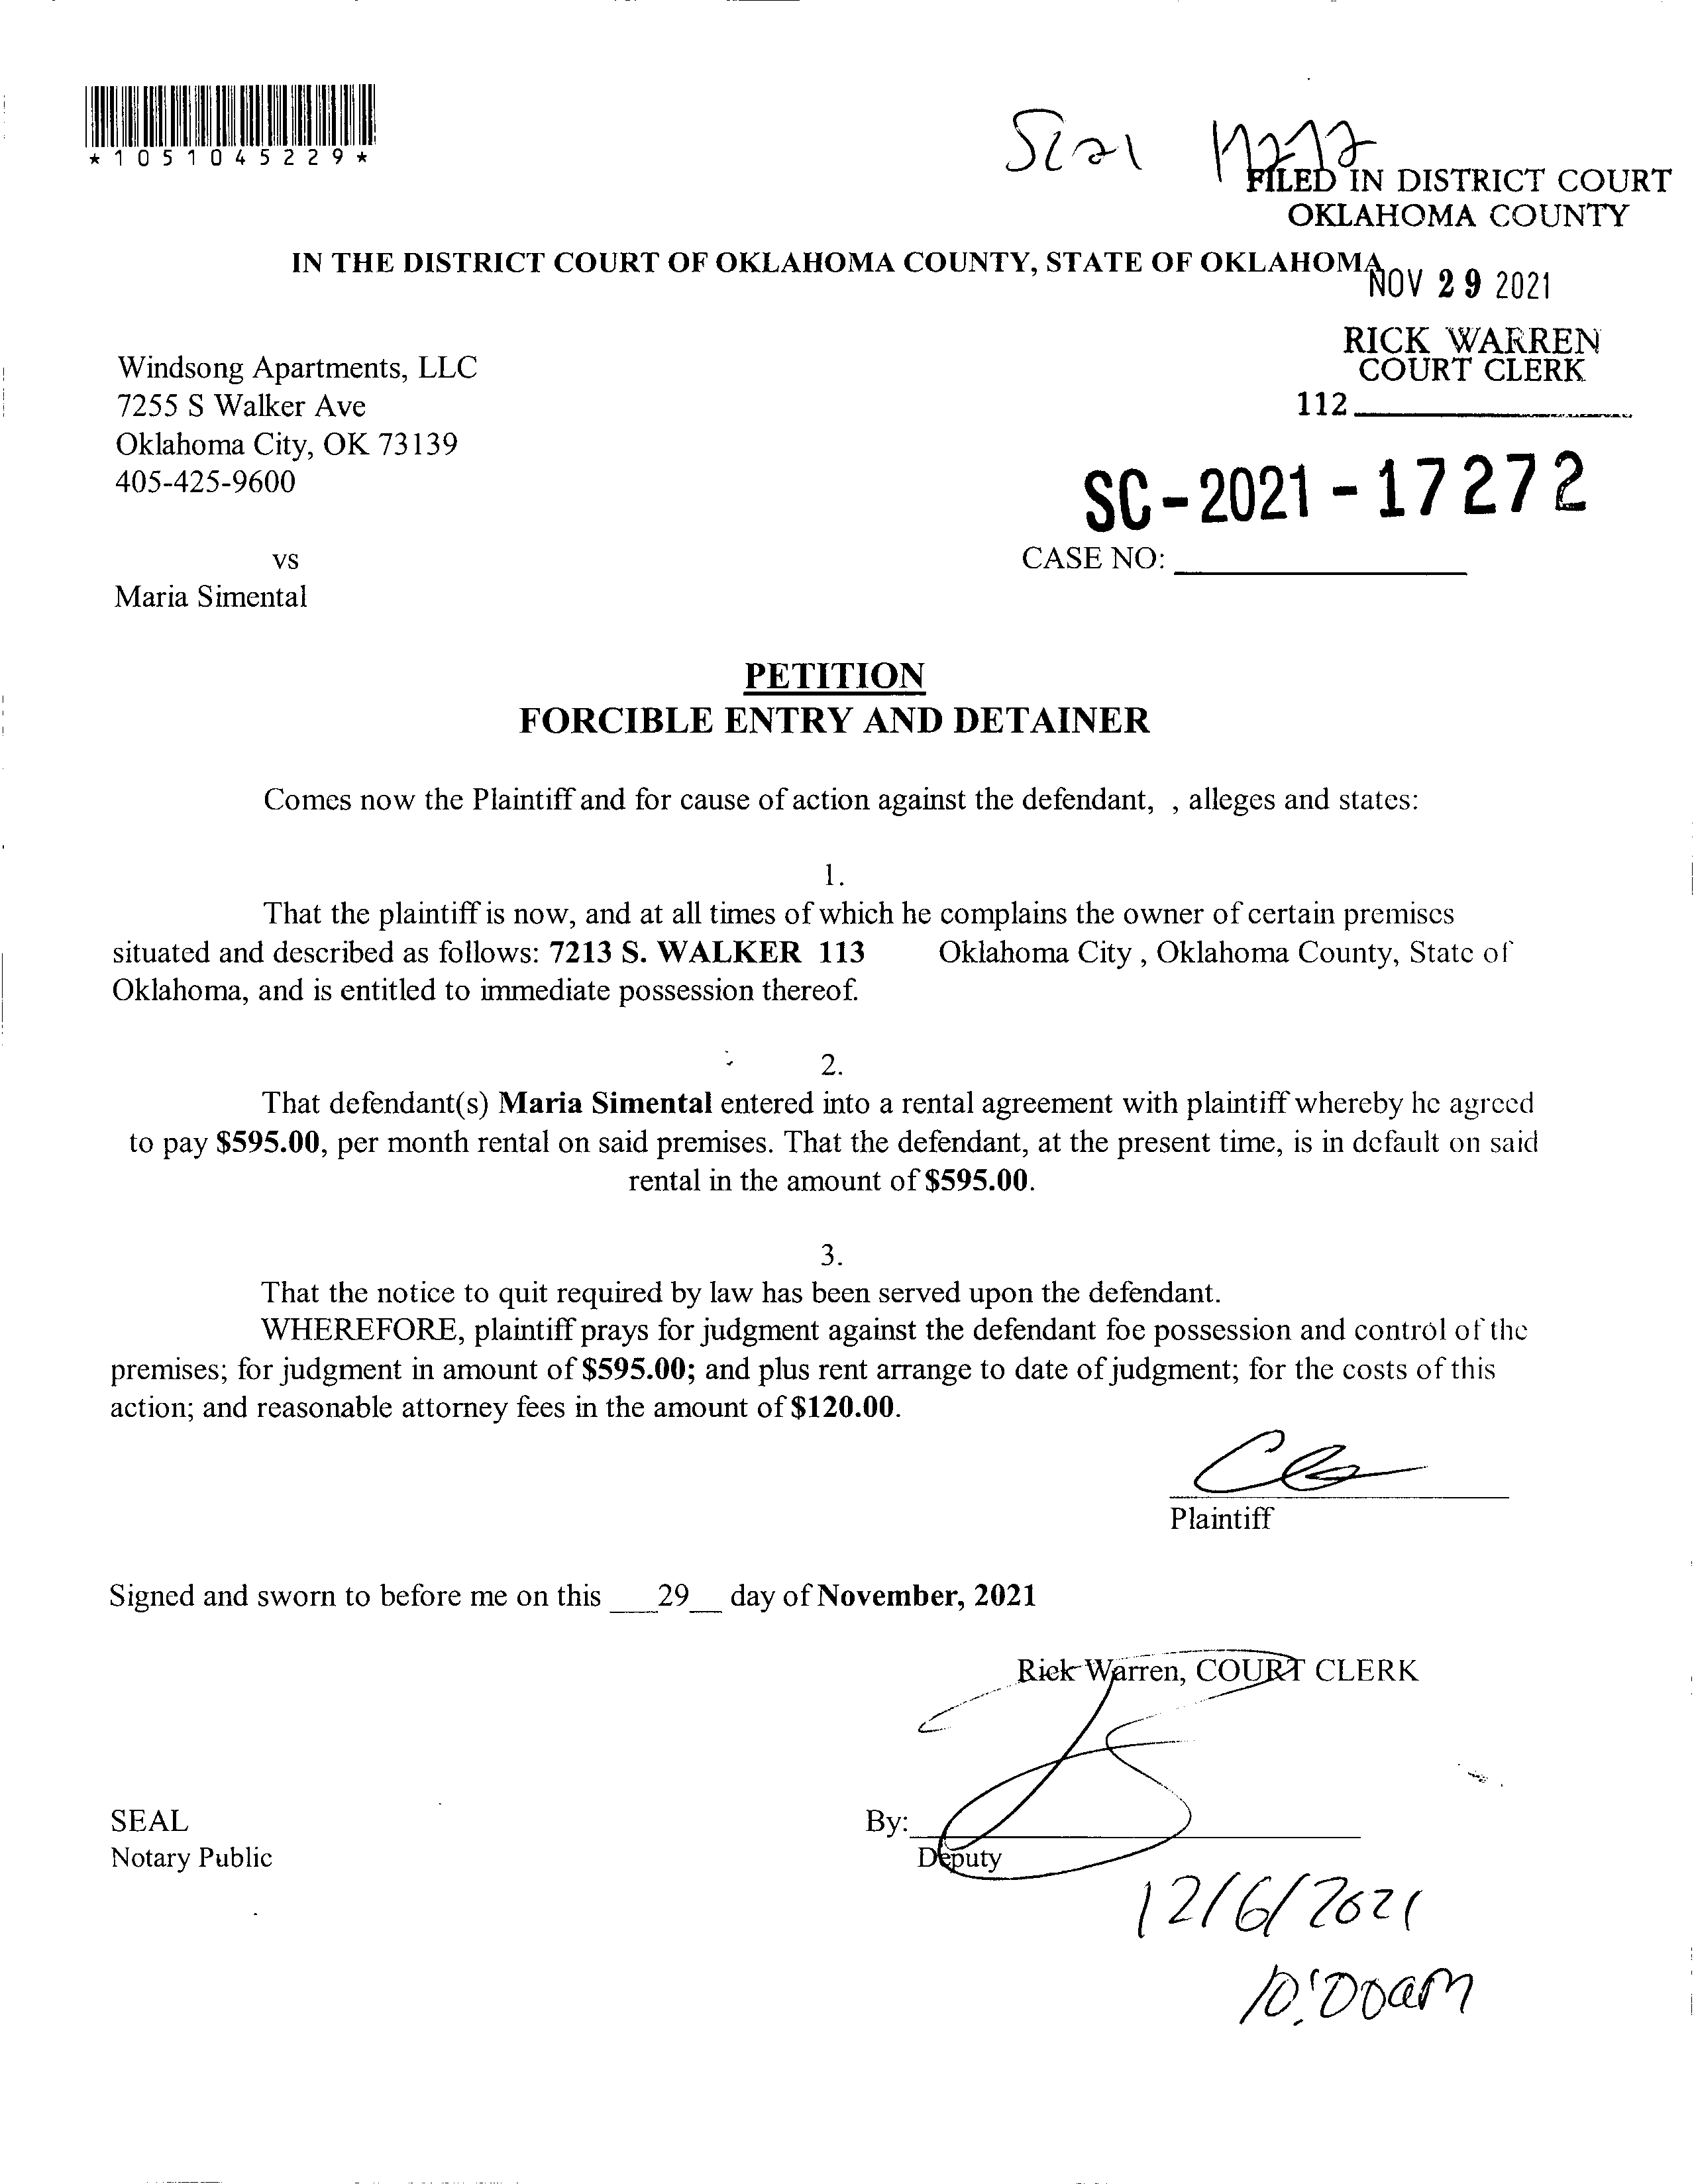 *1051045229*
SC21 17272
FILED IN DISTRICT COURT
OKLAHOMA COUNTY
IN THE DISTRICT COURT OF OKLAHOMA COUNTY, STATE OF OKLAHOMA
NOV 29 2021
RICK WARREN
COURT CLERK
112
Windsong Apartments, LLC
7255 S Walker Ave
Oklahoma City, OK 73139
405-425-9600
SC-2021-17272
vs
CASE NO:
Maria Simental
PETITION
FORCIBLE ENTRY AND DETAINER
Comes now the Plaintiff and for cause of action against the defendant, , alleges and states:
1.
That the plaintiff is now, and at all times of which he complains the owner of certain premises
situated and described as follows: 7213 S. WALKER 113 Oklahoma City , Oklahoma County, State of
Oklahoma, and is entitled to immediate possession thereof.
2.
That defendant(s) Maria Simental entered into a rental agreement with plaintiff whereby he agreed
to pay $595.00, per month rental on said premises. That the defendant, at the present time, is in default on said
rental in the amount of $595.00.
3.
That the notice to quit required by law has been served upon the defendant.
WHEREFORE, plaintiff prays for judgment against the defendant foe possession and control of the
premises; for judgment in amount of $595.00; and plus rent arrange to date of judgment; for the costs of this
action; and reasonable attorney fees in the amount of $120.00.
Plaintiff
Signed and sworn to before me on this ___29__ day of November, 2021
Rick Warren, COURT CLERK
SEAL
By:
Notary Public
Deputy
12/6/2021
10:00am